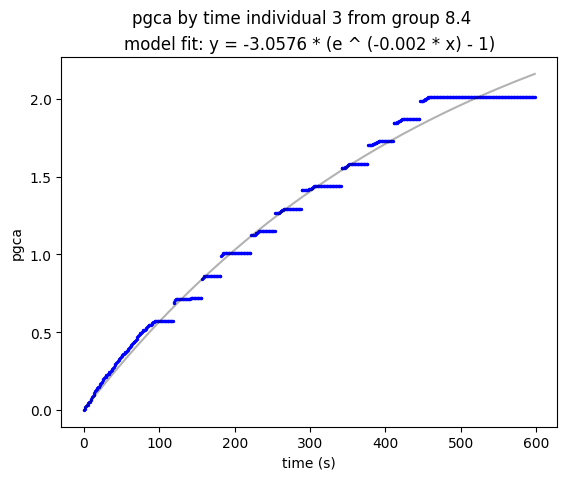 pgca by time individual 3 from group 8.4
model fit: y = -3.0576 * (e ^ (-0.002 * x) - 1)
2.0
1.5
1.0
0.5
0.0
pgca
0 100 200 300 400 500 600
time (s)